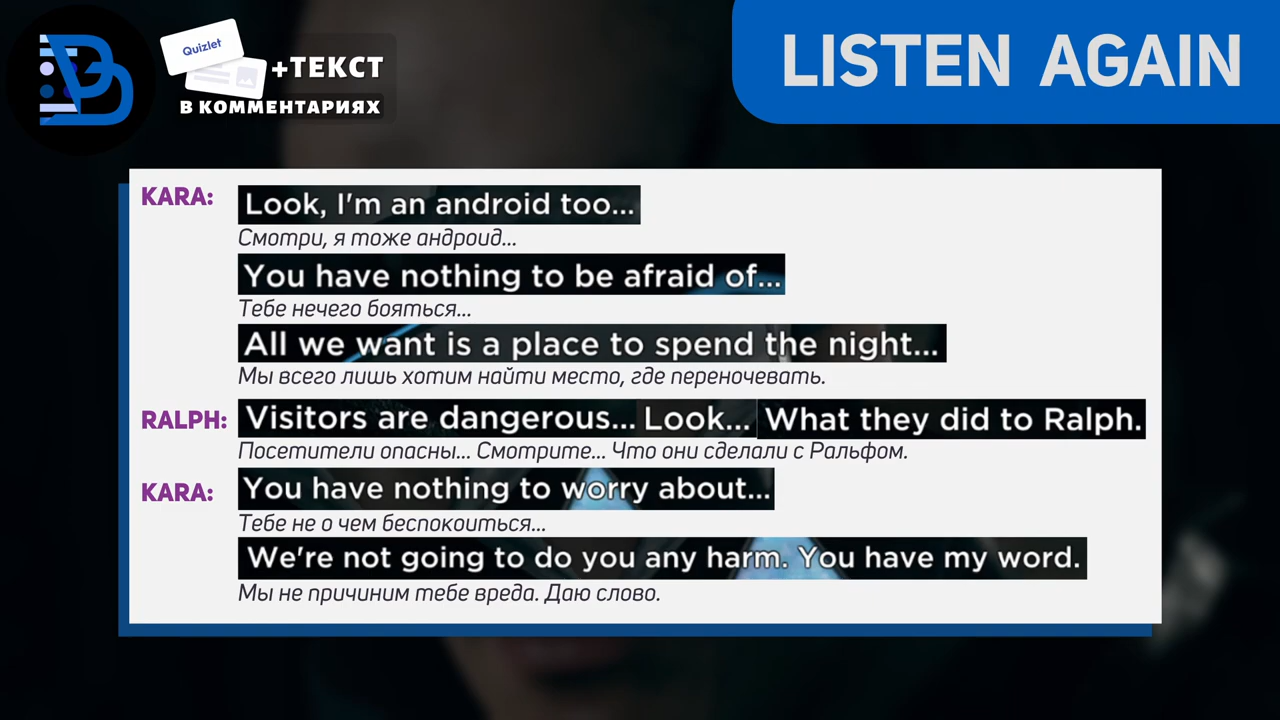 Quizlet
+ТЕКСТ
В КОММЕНТАРИЯХ
LISTEN AGAIN
KARA: Look, I'm an android too...
Смотри, я тоже андроид...
You have nothing to be afraid of...
Тебе нечего бояться...
All we want is a place to spend the night...
Мы всего лишь хотим найти место, где переночевать.
RALPH: Visitors are dangerous... Look... What they did to Ralph.
Посетители опасны... Смотрите... Что они сделали с Ральфом.
KARA: You have nothing to worry about...
Тебе не о чем беспокоиться...
We're not going to do you any harm. You have my word.
Мы не причиним тебе вреда. Даю слово.